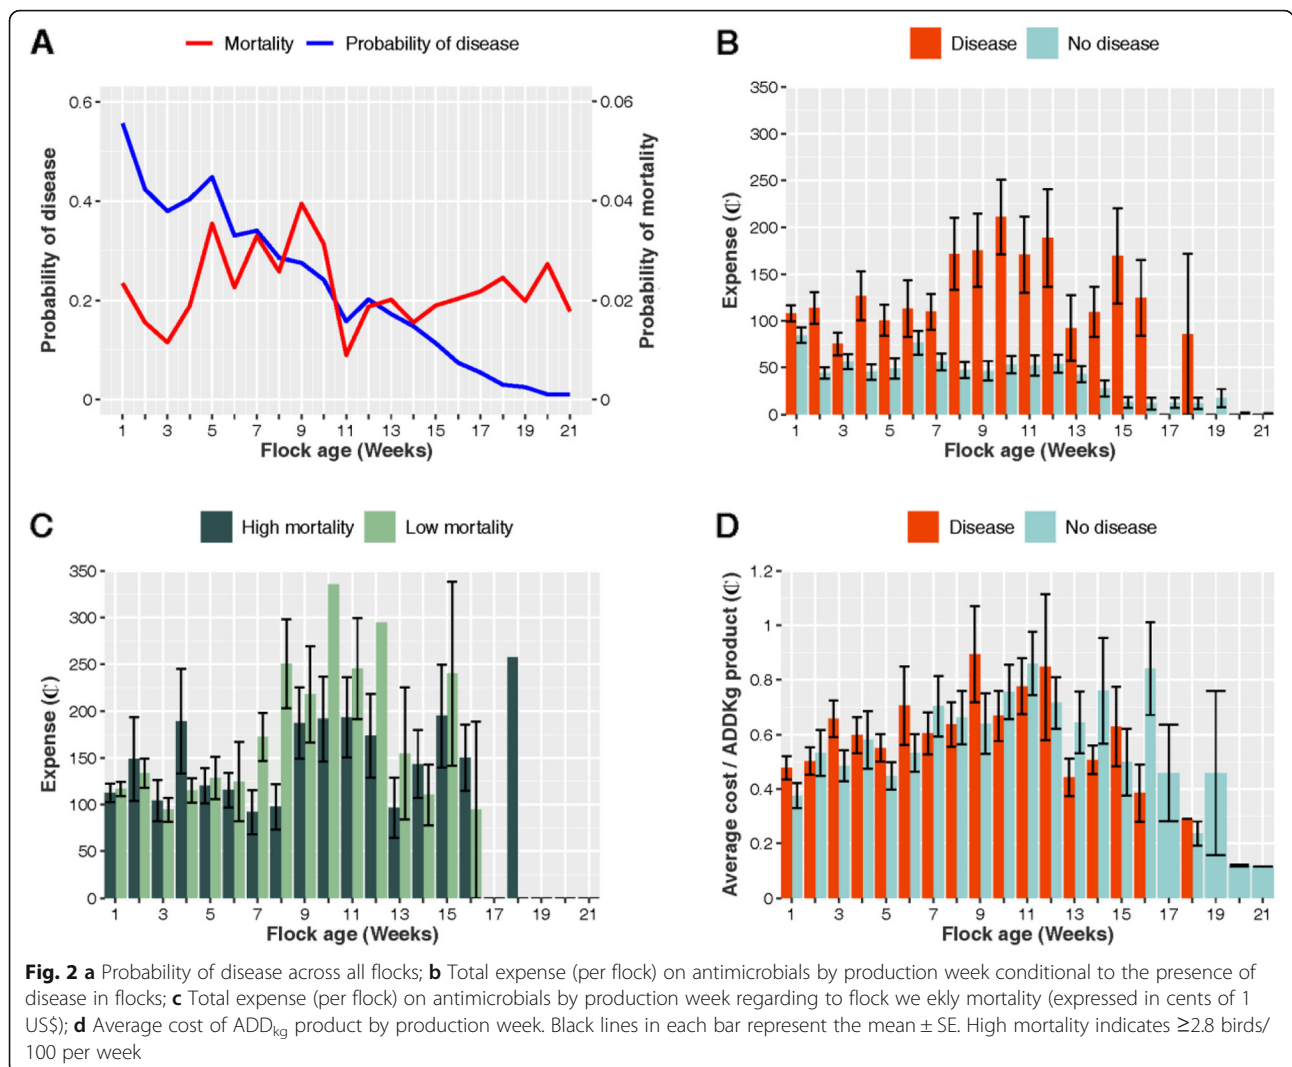 A
Mortality Probability of disease
0.6
0.4
0.2
0
Probability of disease
0.06
0.04
0.02
0
Probability of mortality
1 3 5 7 9 11 13 15 17 19 21
Flock age (Weeks)
B
Disease No disease
350
300
250
200
150
100
50
0
Expense (₵)
1 3 5 7 9 11 13 15 17 19 21
Flock age (Weeks)
C
High mortality Low mortality
350
300
250
200
150
100
50
0
Expense (₵)
1 3 5 7 9 11 13 15 17 19 21
Flock age (Weeks)
D
Disease No disease
1.2
1
0.8
0.6
0.4
0.2
0
Average cost / ADDKg product (₵)
1 3 5 7 9 11 13 15 17 19 21
Flock age (Weeks)
Fig. 2 a Probability of disease across all flocks; b Total expense (per flock) on antimicrobials by production week conditional to the presence of
disease in flocks; c Total expense (per flock) on antimicrobials by production week regarding to flock we ekly mortality (expressed in cents of 1
US$); d Average cost of ADDkg product by production week. Black lines in each bar represent the mean ± SE. High mortality indicates ≥2.8 birds/
100 per week